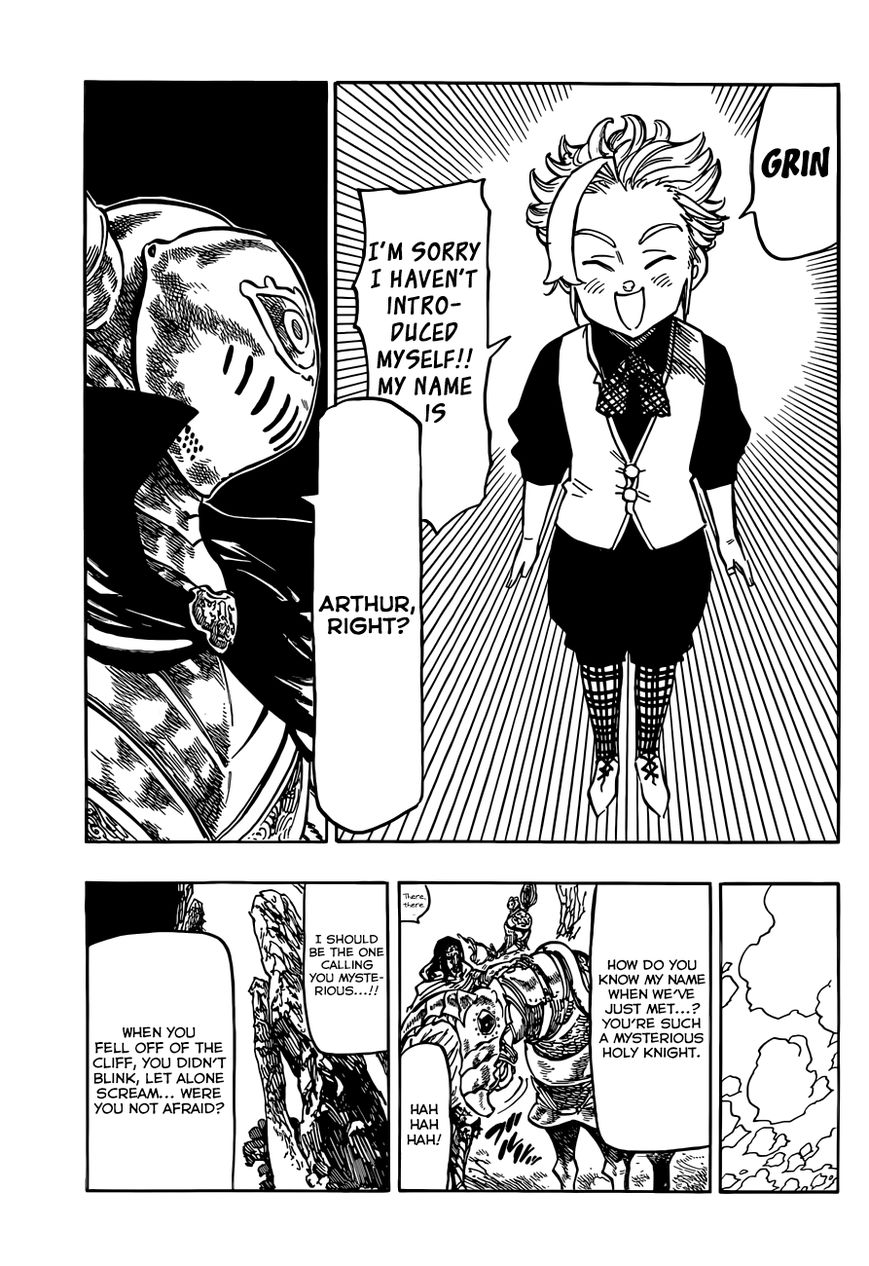 GRIN
I'M SORRY
I HAVEN'T
INTRO-
DUCED
MYSELF!!
MY NAME
IS
ARTHUR,
RIGHT?
HOW DO YOU
KNOW MY NAME
WHEN WE'VE
JUST MET...?
YOU'RE SUCH
A MYSTERIOUS
HOLY KNIGHT.
There,
there
HAH
HAH
HAH!
I SHOULD
BE THE ONE
CALLING
YOU MYSTE-
RIOUS...!!
WHEN YOU
FELL OFF OF THE
CLIFF, YOU DIDN'T
BLINK, LET ALONE
SCREAM... WERE
YOU NOT AFRAID?